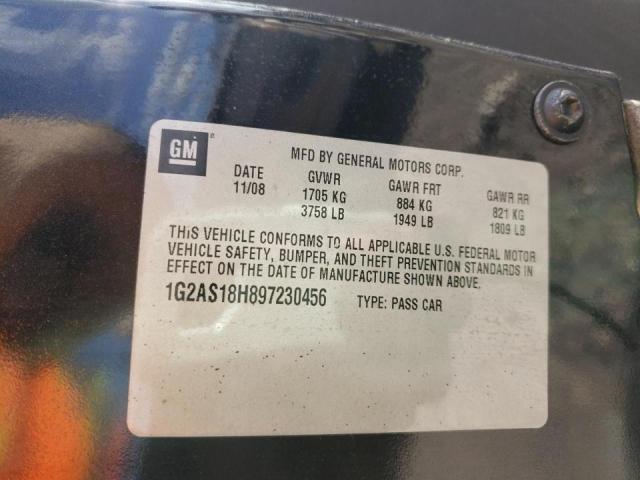 GM ®
MFD BY GENERAL MOTORS CORP.
DATE GVWR GAWR FRT GAWR RR
11/08 1705 KG 884 KG 821 KG
3758 LB 1949 LB 1809 LB
THIS VEHICLE CONFORMS TO ALL APPLICABLE U.S. FEDERAL MOTOR
VEHICLE SAFETY, BUMPER, AND THEFT PREVENTION STANDARDS IN
EFFECT ON THE DATE OF MANUFACTURE SHOWN ABOVE.
1G2AS18H897230456 TYPE: PASS CAR